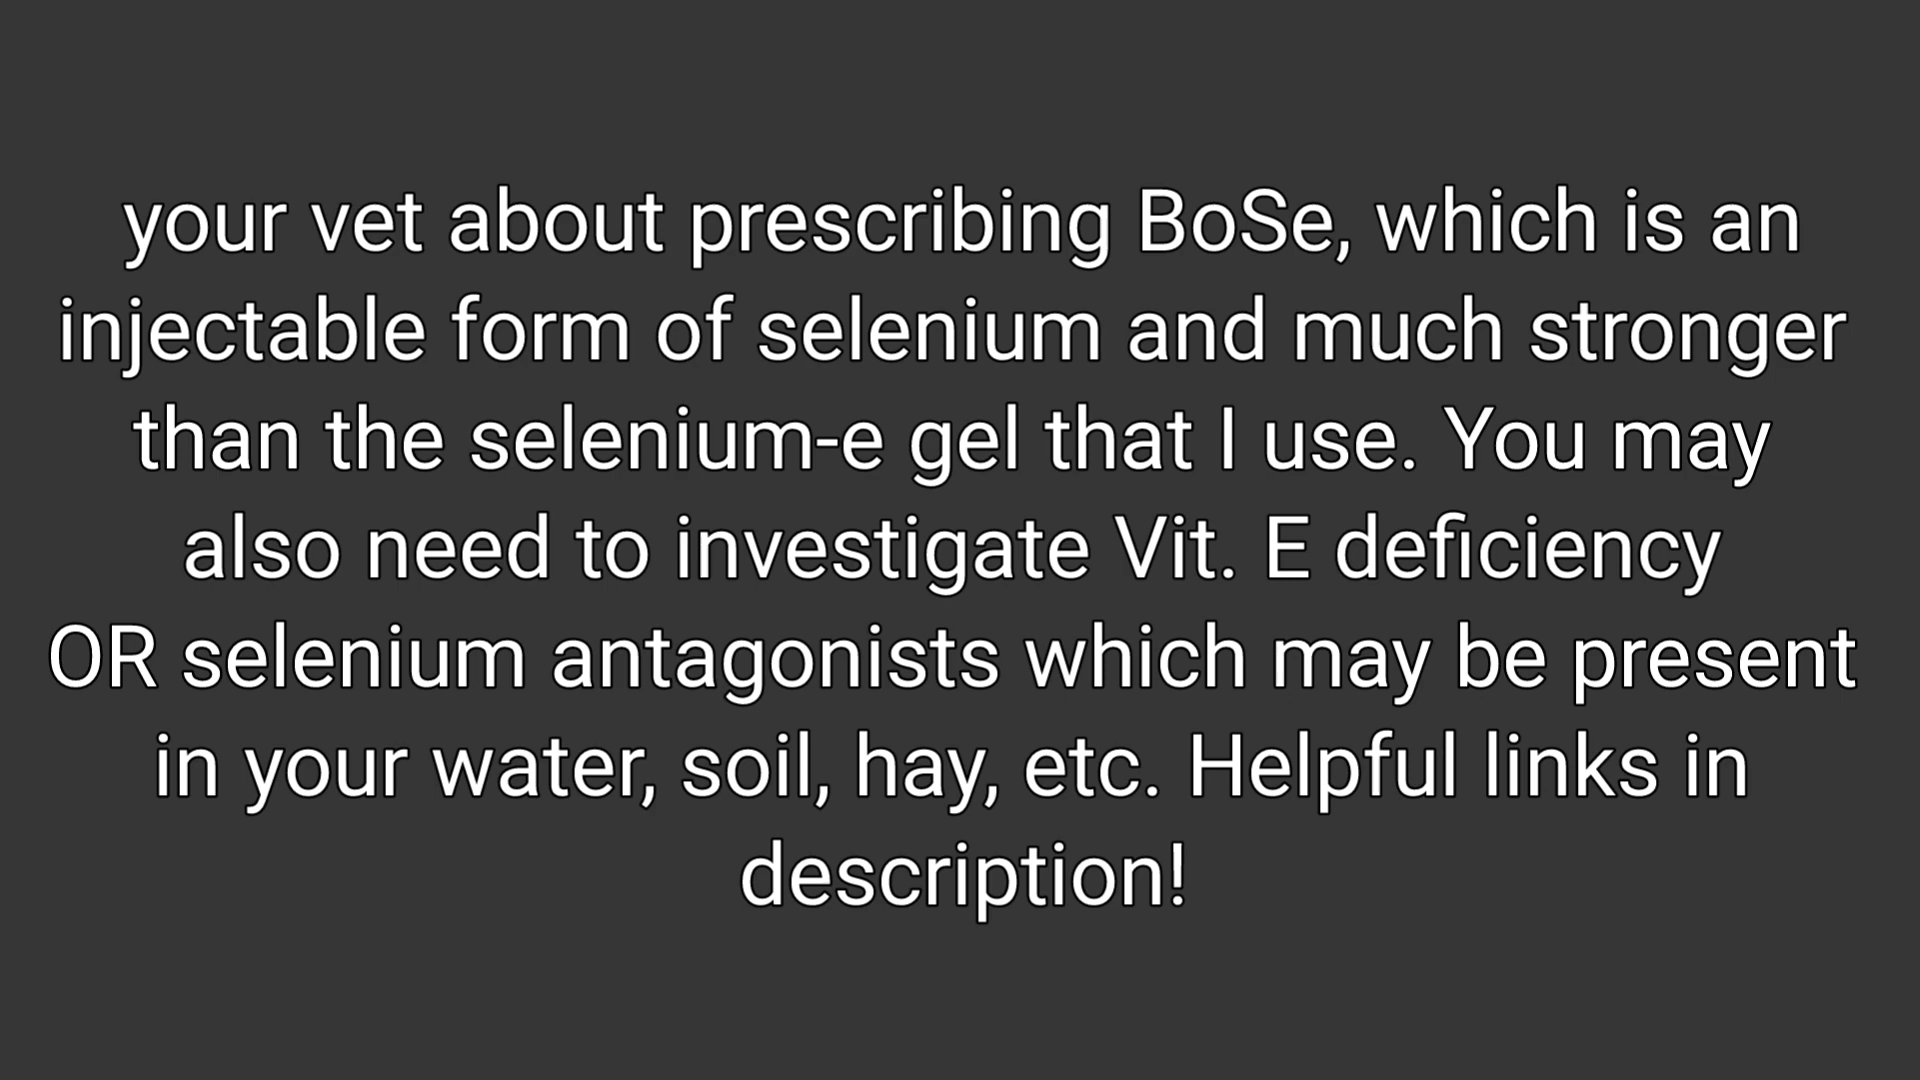 your vet about prescribing BoSe, which is an
injectable form of selenium and much stronger
than the selenium-e gel that I use. You may
also need to investigate Vit. E deficiency
OR selenium antagonists which may be present
in your water, soil, hay, etc. Helpful links in
description!